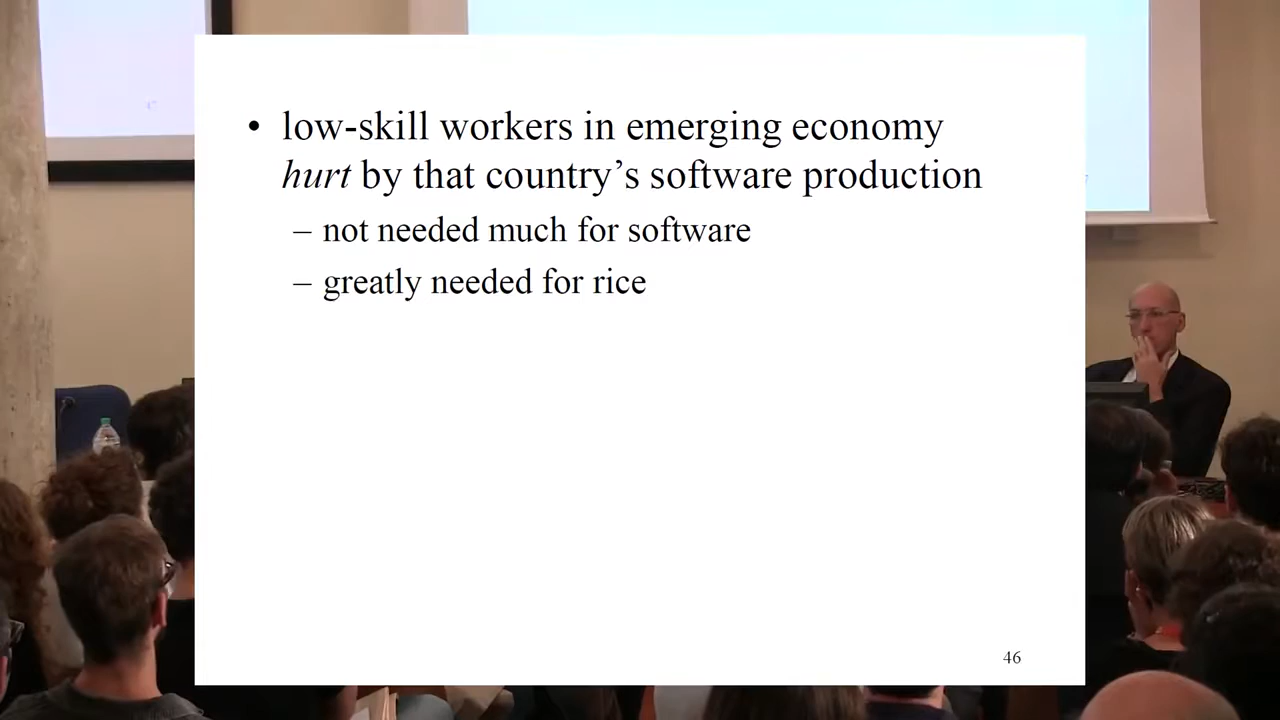 • low-skill workers in emerging economy
hurt by that country's software production
– not needed much for software
– greatly needed for rice
46